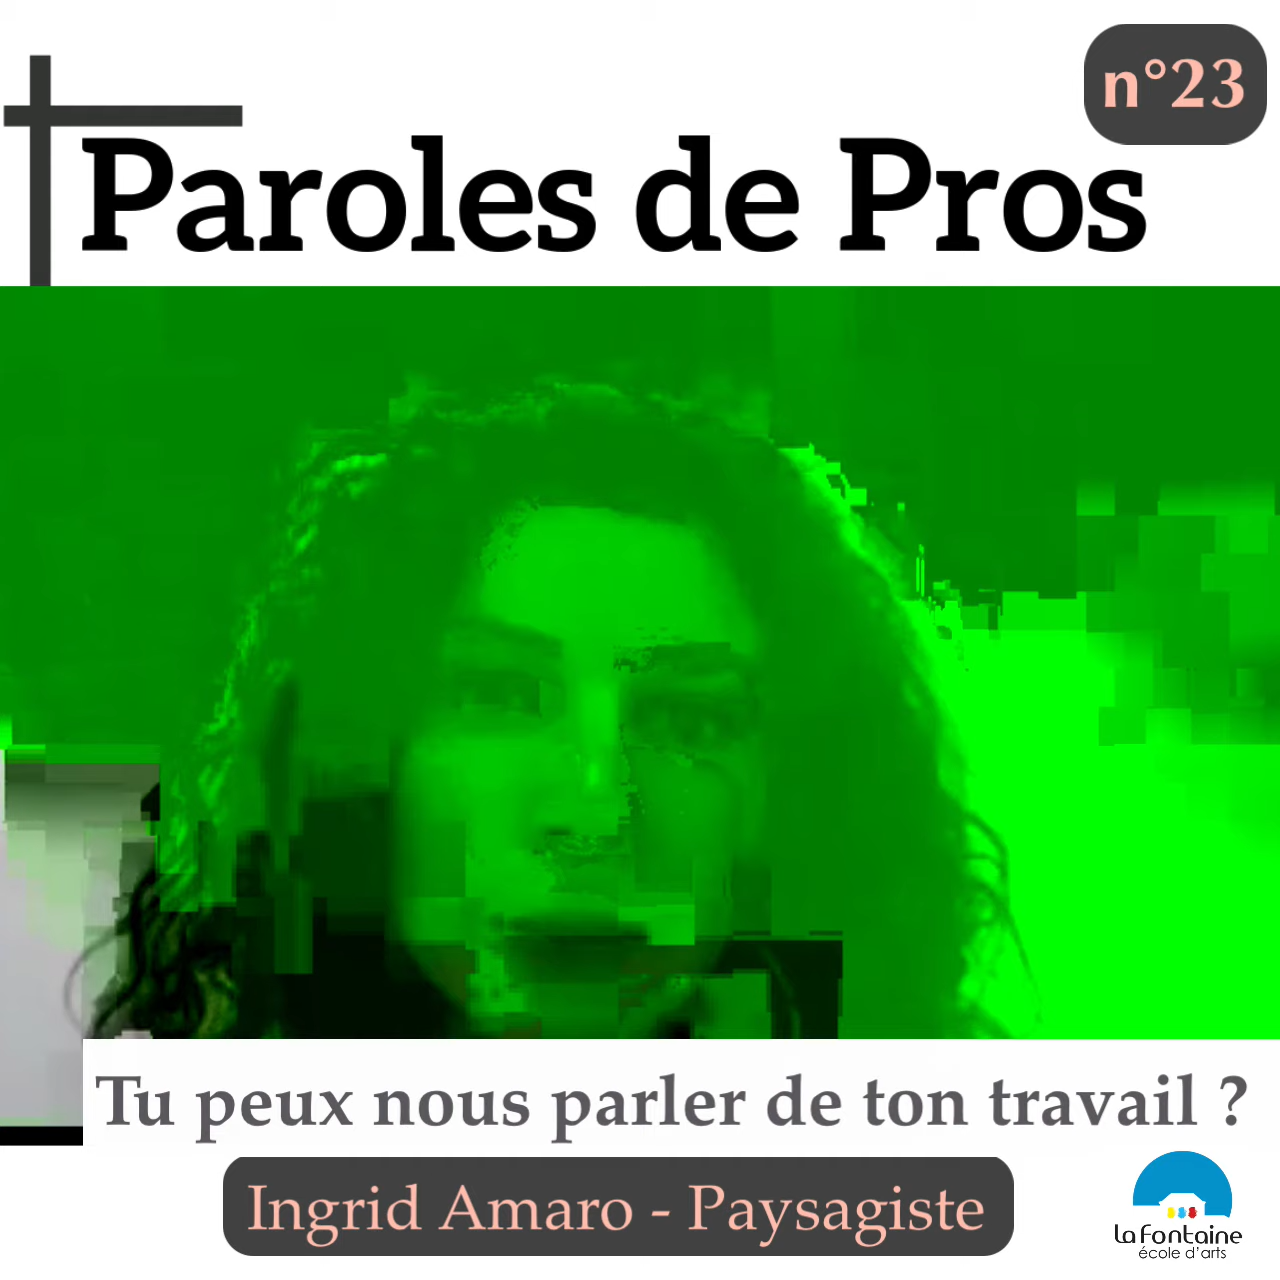 n°23
Paroles de Pros
Tu peux nous parler de ton travail ?
Ingrid Amaro - Paysagiste
la fontaine
école d'arts